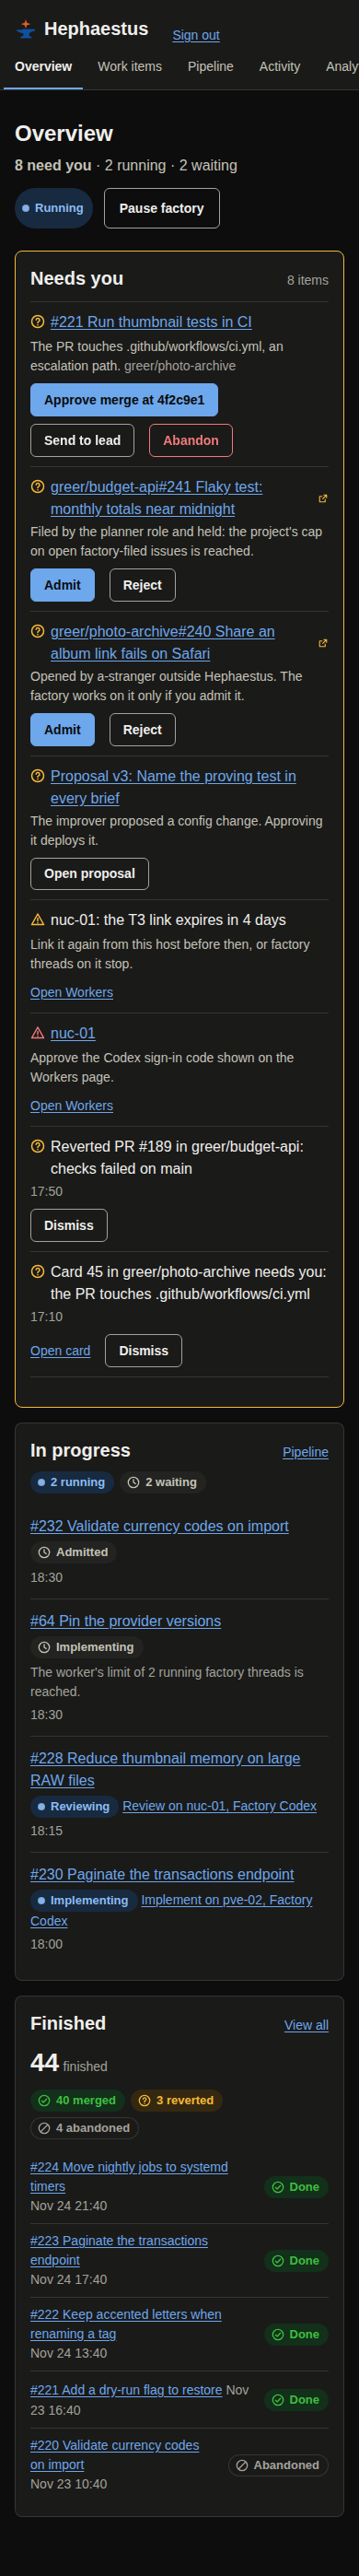 Hephaestus
Sign out
Overview Work items Pipeline Activity Analy
Overview
8 need you · 2 running · 2 waiting
Running
Pause factory
Needs you
8 items
#221 Run thumbnail tests in CI
The PR touches .github/workflows/ci.yml, an
escalation path. greer/photo-archive
Approve merge at 4f2c9e1
Send to lead
Abandon
greer/budget-api#241 Flaky test:
monthly totals near midnight
Filed by the planner role and held: the project's cap
on open factory-filed issues is reached.
Admit
Reject
greer/photo-archive#240 Share an
album link fails on Safari
Opened by a-stranger outside Hephaestus. The
factory works on it only if you admit it.
Admit
Reject
Proposal v3: Name the proving test in
every brief
The improver proposed a config change. Approving
it deploys it.
Open proposal
nuc-01: the T3 link expires in 4 days
Link it again from this host before then, or factory
threads on it stop.
Open Workers
nuc-01
Approve the Codex sign-in code shown on the
Workers page.
Open Workers
Reverted PR #189 in greer/budget-api:
checks failed on main
17:50
Dismiss
Card 45 in greer/photo-archive needs you:
the PR touches .github/workflows/ci.yml
17:10
Open card
Dismiss
In progress
Pipeline
2 running
2 waiting
#232 Validate currency codes on import
Admitted
18:30
#64 Pin the provider versions
Implementing
The worker's limit of 2 running factory threads is
reached.
18:30
#228 Reduce thumbnail memory on large
RAW files
Reviewing Review on nuc-01, Factory Codex
18:15
#230 Paginate the transactions endpoint
Implementing Implement on pve-02, Factory
Codex
18:00
Finished
View all
44 finished
40 merged
3 reverted
4 abandoned
#224 Move nightly jobs to systemd
timers
Nov 24 21:40
Done
#223 Paginate the transactions
endpoint
Nov 24 17:40
Done
#222 Keep accented letters when
renaming a tag
Nov 24 13:40
Done
#221 Add a dry-run flag to restore Nov
23 16:40
Done
#220 Validate currency codes
on import
Nov 23 10:40
Abandoned